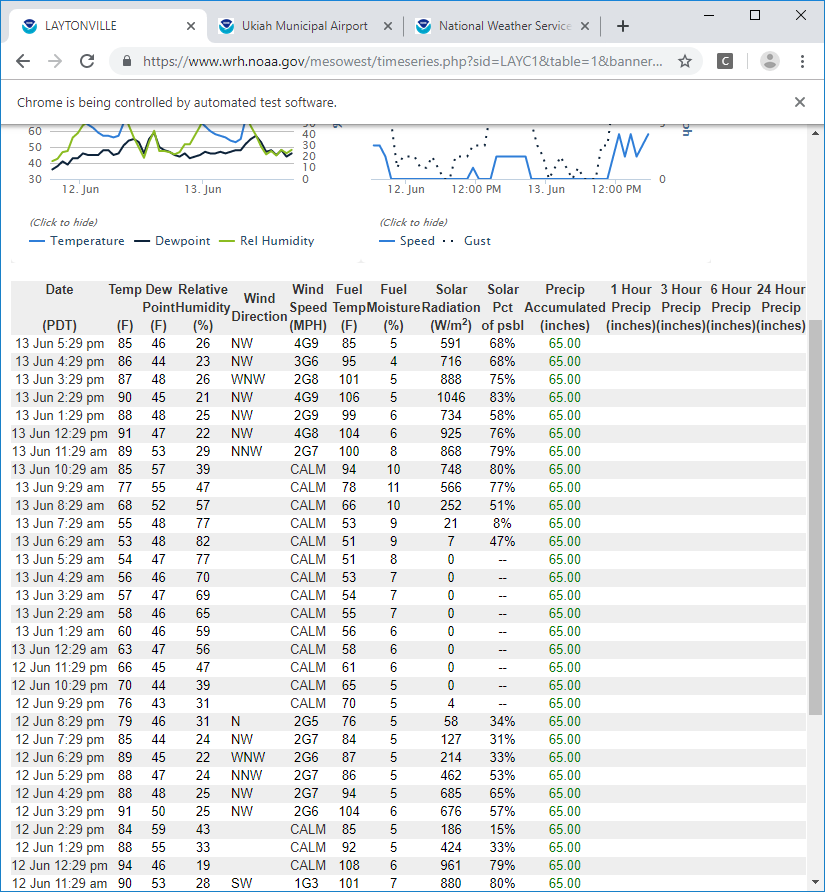 LAYTONVILLE
Ukiah Municipal Airport
National Weather Service
https://www.wrh.noaa.gov/mesowest/timeseries.php?sid=LAYC1&table=1&banner...
C
Chrome is being controlled by automated test software.
60
50
40
30
40
30
20
10
0
12. Jun
13. Jun
0
12. Jun
12:00 PM
13. Jun
12:00 PM
(Click to hide)
Temperature Dewpoint Rel Humidity
(Click to hide)
Speed Gust
Date Temp Dew Relative Wind Wind Fuel Fuel Solar Solar Precip 1 Hour 3 Hour 6 Hour 24 Hour
Point Humidity Direction Speed Temp Moisture Radiation Pct Accumulated Precip Precip Precip Precip
(PDT) (F) (F) (%) (MPH) (F) (%) (W/m²) of psbl (inches) (inches) (inches) (inches) (inches)
13 Jun 5:29 pm 85 46 26 NW 4G9 85 5 591 68% 65.00
13 Jun 4:29 pm 86 44 23 NW 3G6 95 4 716 68% 65.00
13 Jun 3:29 pm 87 48 26 WNW 2G8 101 5 888 75% 65.00
13 Jun 2:29 pm 90 45 21 NW 4G9 106 5 1046 83% 65.00
13 Jun 1:29 pm 88 48 25 NW 2G9 99 6 734 58% 65.00
13 Jun 12:29 pm 91 47 22 NW 4G8 104 6 925 76% 65.00
13 Jun 11:29 am 89 53 29 NNW 2G7 100 8 868 79% 65.00
13 Jun 10:29 am 85 57 39 CALM 94 10 748 80% 65.00
13 Jun 9:29 am 77 55 47 CALM 78 11 566 77% 65.00
13 Jun 8:29 am 68 52 57 CALM 66 10 252 51% 65.00
13 Jun 7:29 am 55 48 77 CALM 53 9 21 8% 65.00
13 Jun 6:29 am 53 48 82 CALM 51 9 7 47% 65.00
13 Jun 5:29 am 54 47 77 CALM 51 8 0 -- 65.00
13 Jun 4:29 am 56 46 70 CALM 53 7 0 -- 65.00
13 Jun 3:29 am 57 47 69 CALM 54 7 0 -- 65.00
13 Jun 2:29 am 58 46 65 CALM 55 7 0 -- 65.00
13 Jun 1:29 am 60 46 59 CALM 56 6 0 -- 65.00
13 Jun 12:29 am 63 47 56 CALM 58 6 0 -- 65.00
12 Jun 11:29 pm 66 45 47 CALM 61 6 0 -- 65.00
12 Jun 10:29 pm 70 44 39 CALM 65 5 0 -- 65.00
12 Jun 9:29 pm 76 43 31 CALM 70 5 4 -- 65.00
12 Jun 8:29 pm 79 46 31 N 2G5 76 5 58 34% 65.00
12 Jun 7:29 pm 85 44 24 NW 2G7 84 5 127 31% 65.00
12 Jun 6:29 pm 89 45 22 WNW 2G6 87 5 214 33% 65.00
12 Jun 5:29 pm 88 47 24 NNW 2G7 86 5 462 53% 65.00
12 Jun 4:29 pm 88 48 25 NW 2G7 94 5 685 65% 65.00
12 Jun 3:29 pm 91 50 25 NW 2G6 104 6 676 57% 65.00
12 Jun 2:29 pm 84 59 43 CALM 85 5 186 15% 65.00
12 Jun 1:29 pm 88 55 33 CALM 92 5 424 33% 65.00
12 Jun 12:29 pm 94 46 19 CALM 108 6 961 79% 65.00
12 Jun 11:29 am 90 53 28 SW 1G3 101 7 880 80% 65.00